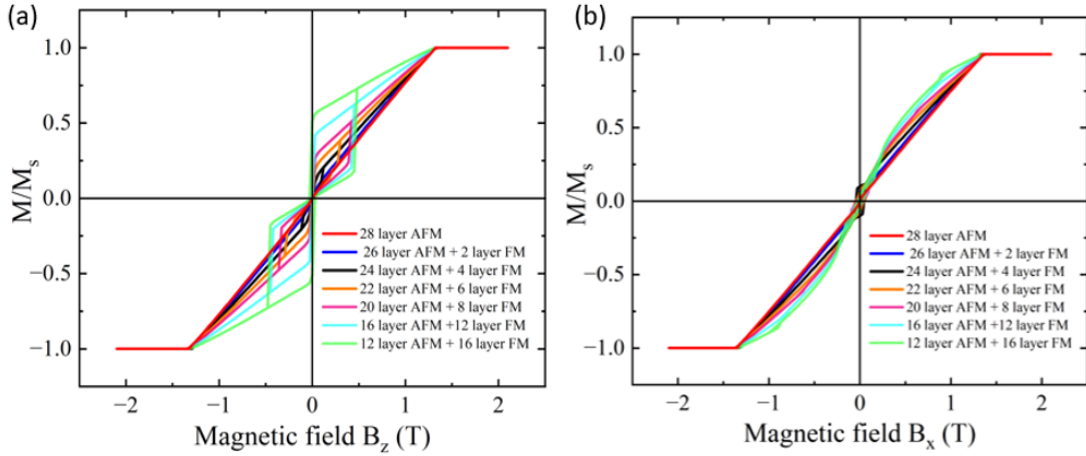 (a)
1.0
0.5
0.0
−0.5
−1.0
M/Ms
28 layer AFM
26 layer AFM + 2 layer FM
24 layer AFM + 4 layer FM
22 layer AFM + 6 layer FM
20 layer AFM + 8 layer FM
16 layer AFM +12 layer FM
12 layer AFM + 16 layer FM
−2 −1 0 1 2
Magnetic field Bz (T)
(b)
1.0
0.5
0.0
−0.5
−1.0
M/Ms
28 layer AFM
26 layer AFM + 2 layer FM
24 layer AFM + 4 layer FM
22 layer AFM + 6 layer FM
20 layer AFM + 8 layer FM
16 layer AFM +12 layer FM
12 layer AFM + 16 layer FM
−2 −1 0 1 2
Magnetic field Bx (T)